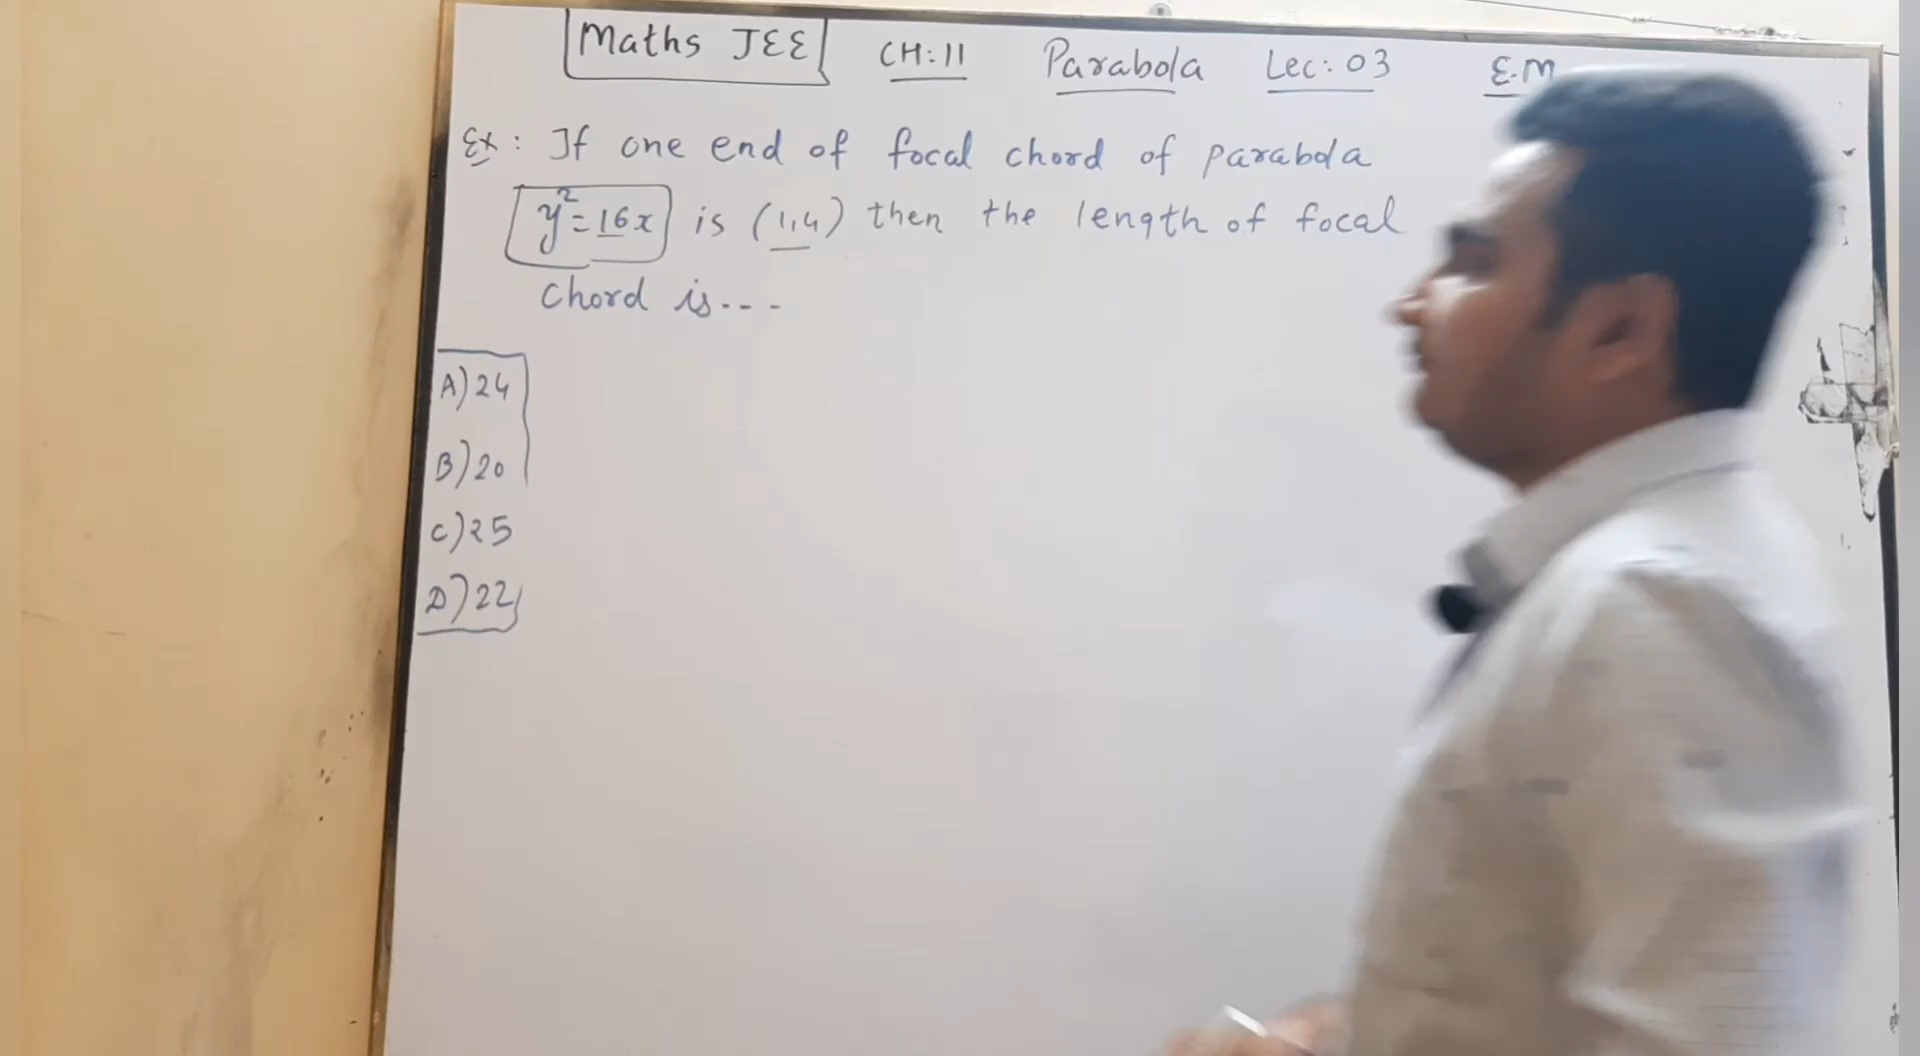 Maths JEE CH:11 Parabola Lec:03 E.M
Ex: If one end of focal chord of parabola
y²=16x is (1,4) then the length of focal
chord is---
A) 24
B) 20
C) 25
D) 22